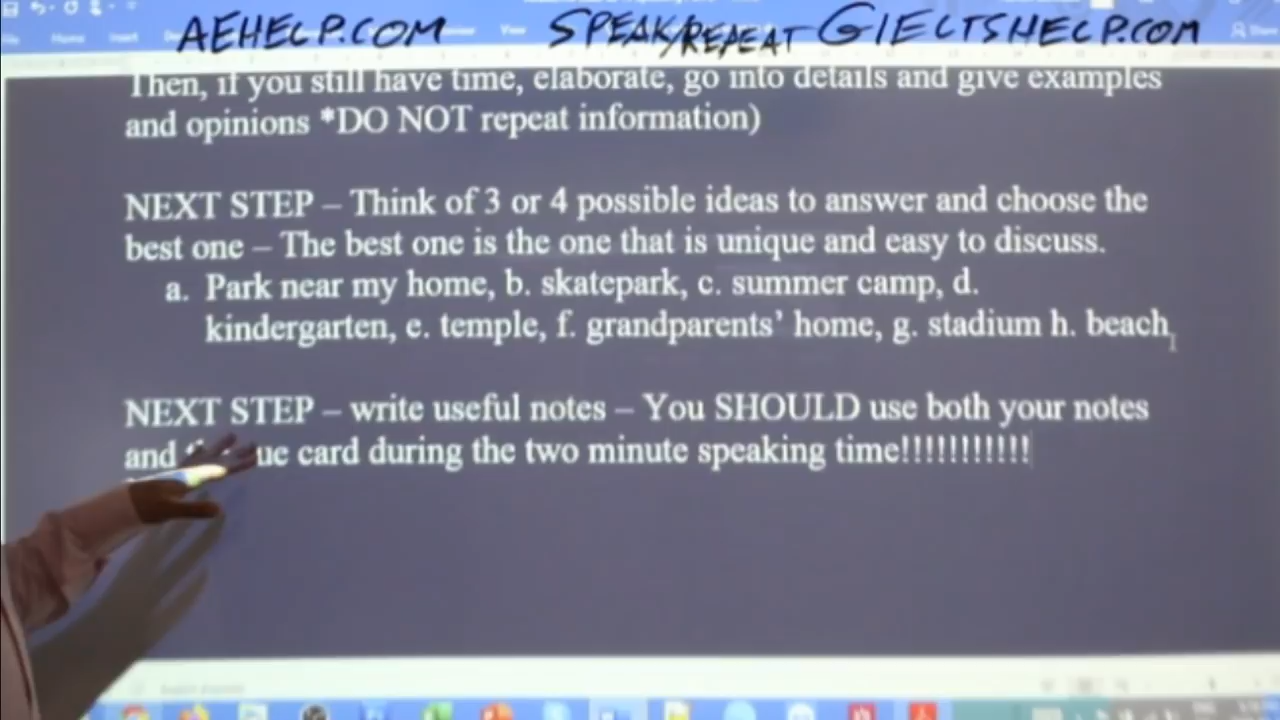 AEHELP.COM SPEAK/REPEAT GIELTSHELP.COM
Home Insert
Then, if you still have time, elaborate, go into details and give examples
and opinions *DO NOT repeat information)
NEXT STEP – Think of 3 or 4 possible ideas to answer and choose the
best one – The best one is the one that is unique and easy to discuss.
a. Park near my home, b. skatepark, c. summer camp, d.
kindergarten, e. temple, f. grandparents’ home, g. stadium h. beach
NEXT STEP – write useful notes – You SHOULD use both your notes
and card during the two minute speaking time!!!!!!!!!!!